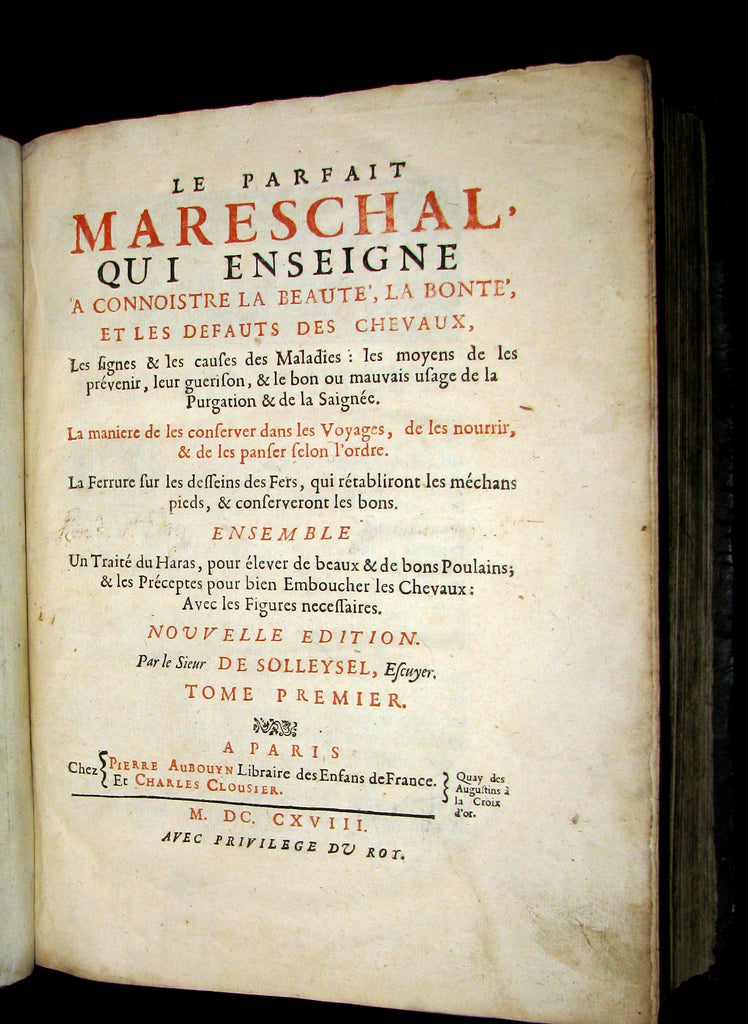 LE PARFAIT
MARESCHAL,
QUI ENSEIGNE
A CONNOISTRE LA BEAUTE', LA BONTE',
ET LES DEFAUTS DES CHEVAUX,
Les ſignes & les cauſes des Maladies : les moyens de les
prévenir, leur gueriſon, & le bon ou mauvais uſage de la
Purgation & de la Saignée.
La maniere de les conſerver dans les Voyages, de les nourrir,
& de les panſer ſelon l'ordre.
La Ferrure ſur les deſſeins des Fers, qui rétabliront les méchans
pieds, & conſerveront les bons.
ENSEMBLE
Un Traité du Haras, pour élever de beaux & de bons Poulains;
& les Préceptes pour bien Emboucher les Chevaux:
Avec les Figures neceſſaires.
NOUVELLE EDITION.
Par le Sieur DE SOLLEYSEL, Eſcuyer.
TOME PREMIER.
A PARIS
Chez { PIERRE AUBOUYN Libraire des Enfans de France.
Et CHARLES CLOUSIER.
} Quay des
Auguſtins à
la Croix
d'or.
M. DC. CXVIII.
AVEC PRIVILEGE DU ROY.